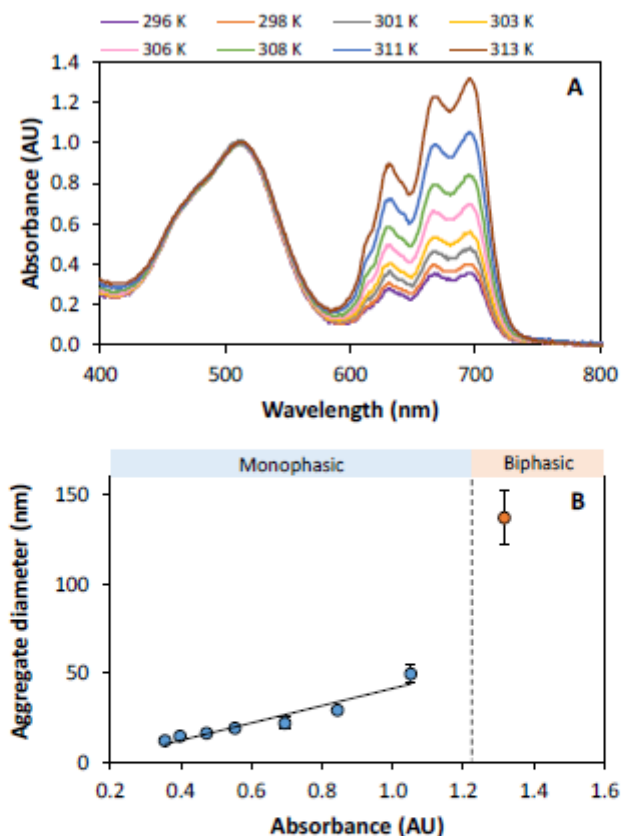 296 K 298 K 301 K 303 K
306 K 308 K 311 K 313 K
A
1.4
1.2
1.0
0.8
0.6
0.4
0.2
0.0
Absorbance (AU)
400 500 600 700 800
Wavelength (nm)
Monophasic Biphasic
B
150
100
50
0
Aggregate diameter (nm)
0.2 0.4 0.6 0.8 1.0 1.2 1.4 1.6
Absorbance (AU)